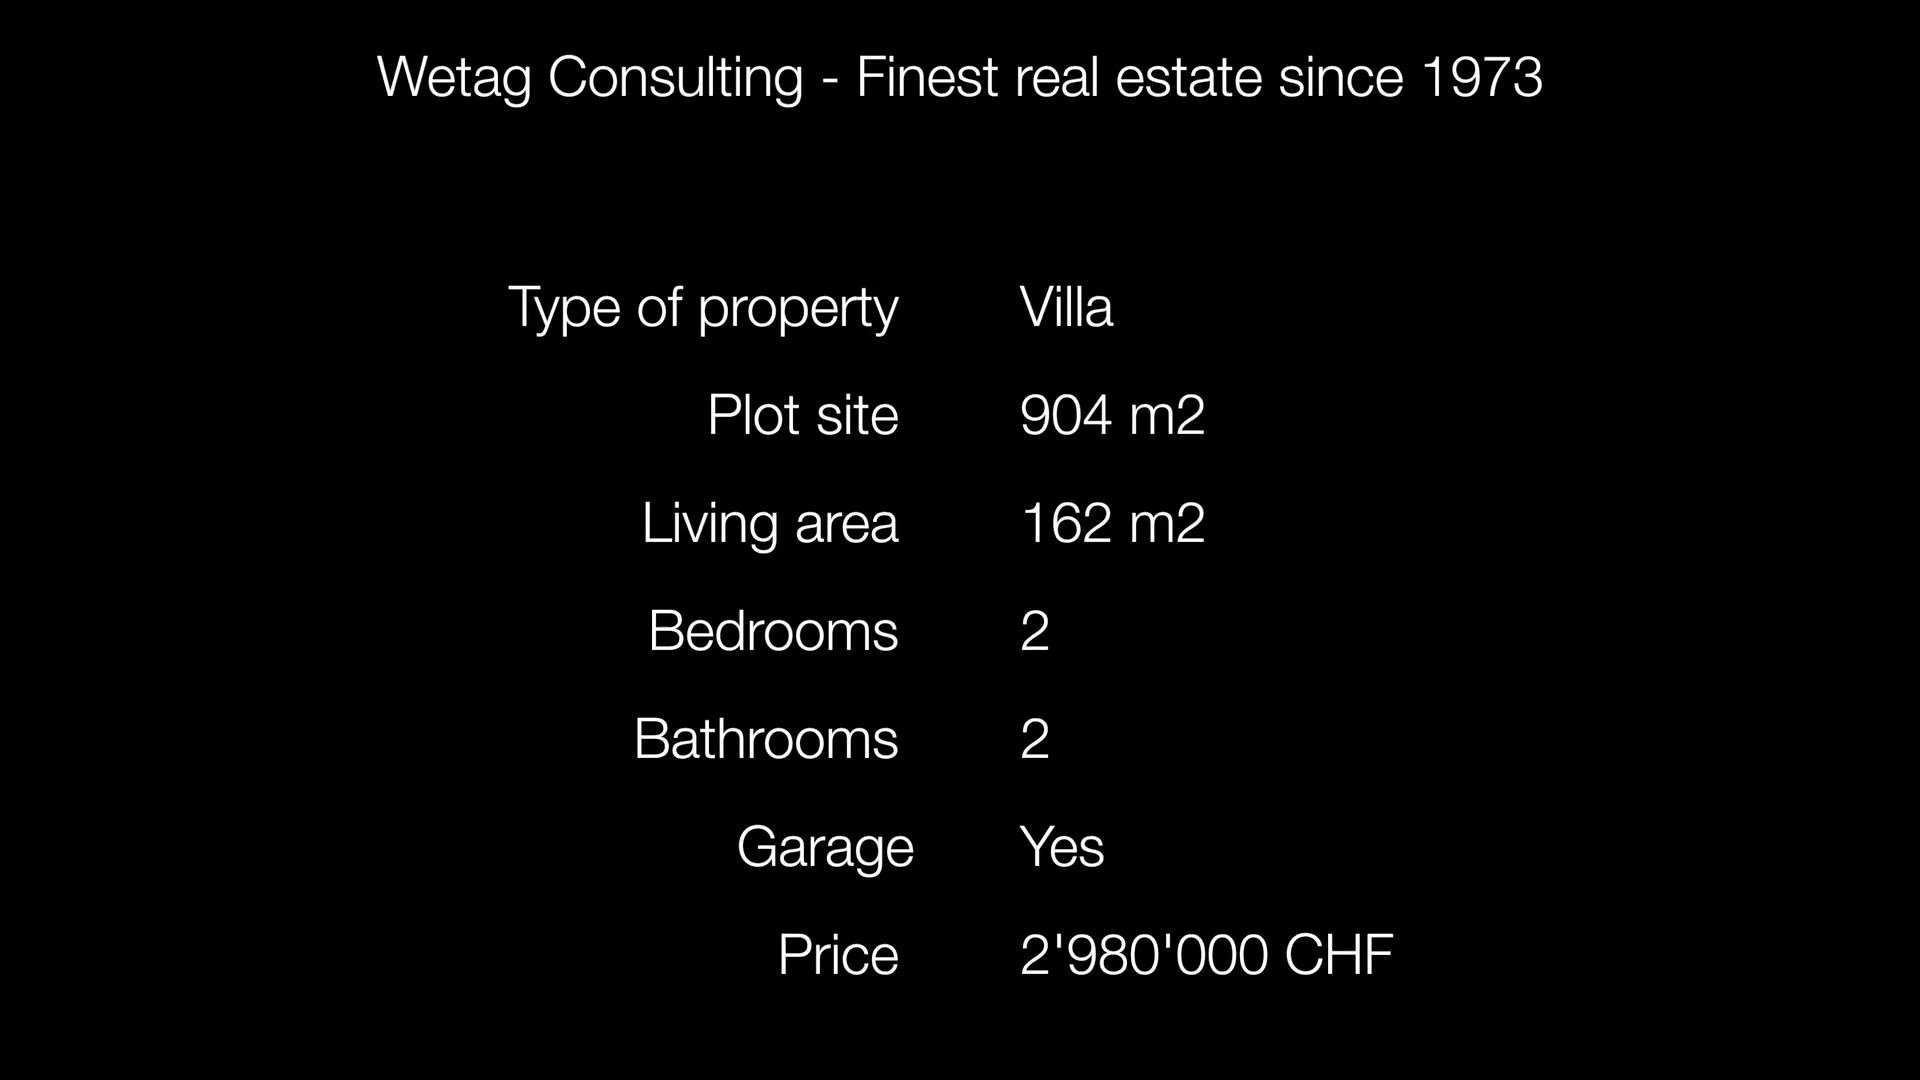 Wetag Consulting - Finest real estate since 1973
Type of property Villa
Plot site 904 m2
Living area 162 m2
Bedrooms 2
Bathrooms 2
Garage Yes
Price 2'980'000 CHF